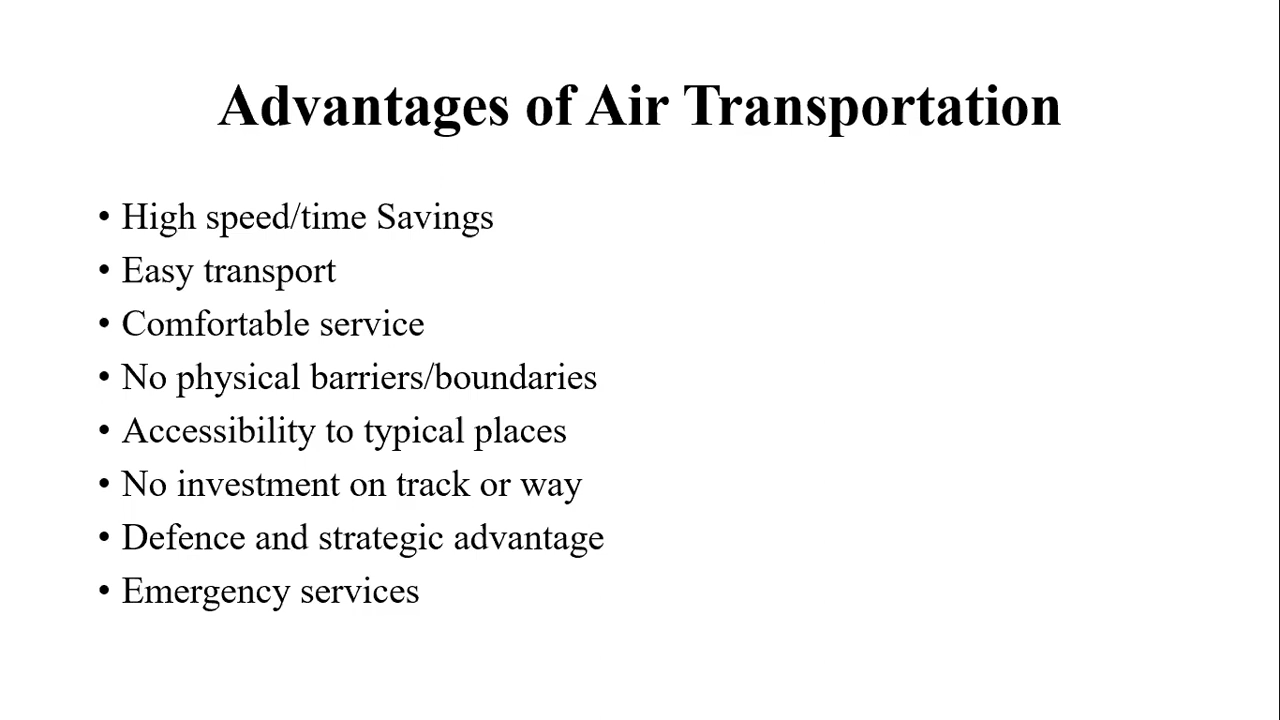 Advantages of Air Transportation
• High speed/time Savings
• Easy transport
• Comfortable service
• No physical barriers/boundaries
• Accessibility to typical places
• No investment on track or way
• Defence and strategic advantage
• Emergency services